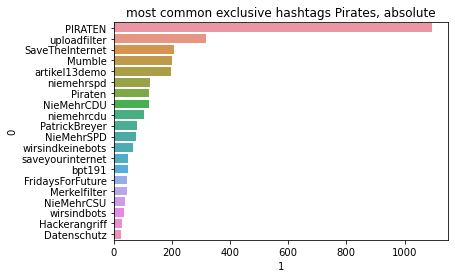 most common exclusive hashtags Pirates, absolute
PIRATEN
uploadfilter
SaveTheInternet
Mumble
artikel13demo
niemehrspd
Piraten
NieMehrCDU
niemehrcdu
PatrickBreyer
NieMehrSPD
wirsindkeinebots
saveyourinternet
bpt191
FridaysForFuture
Merkelfilter
NieMehrCSU
wirsindbots
Hackerangriff
Datenschutz
0
0 200 400 600 800 1000
1